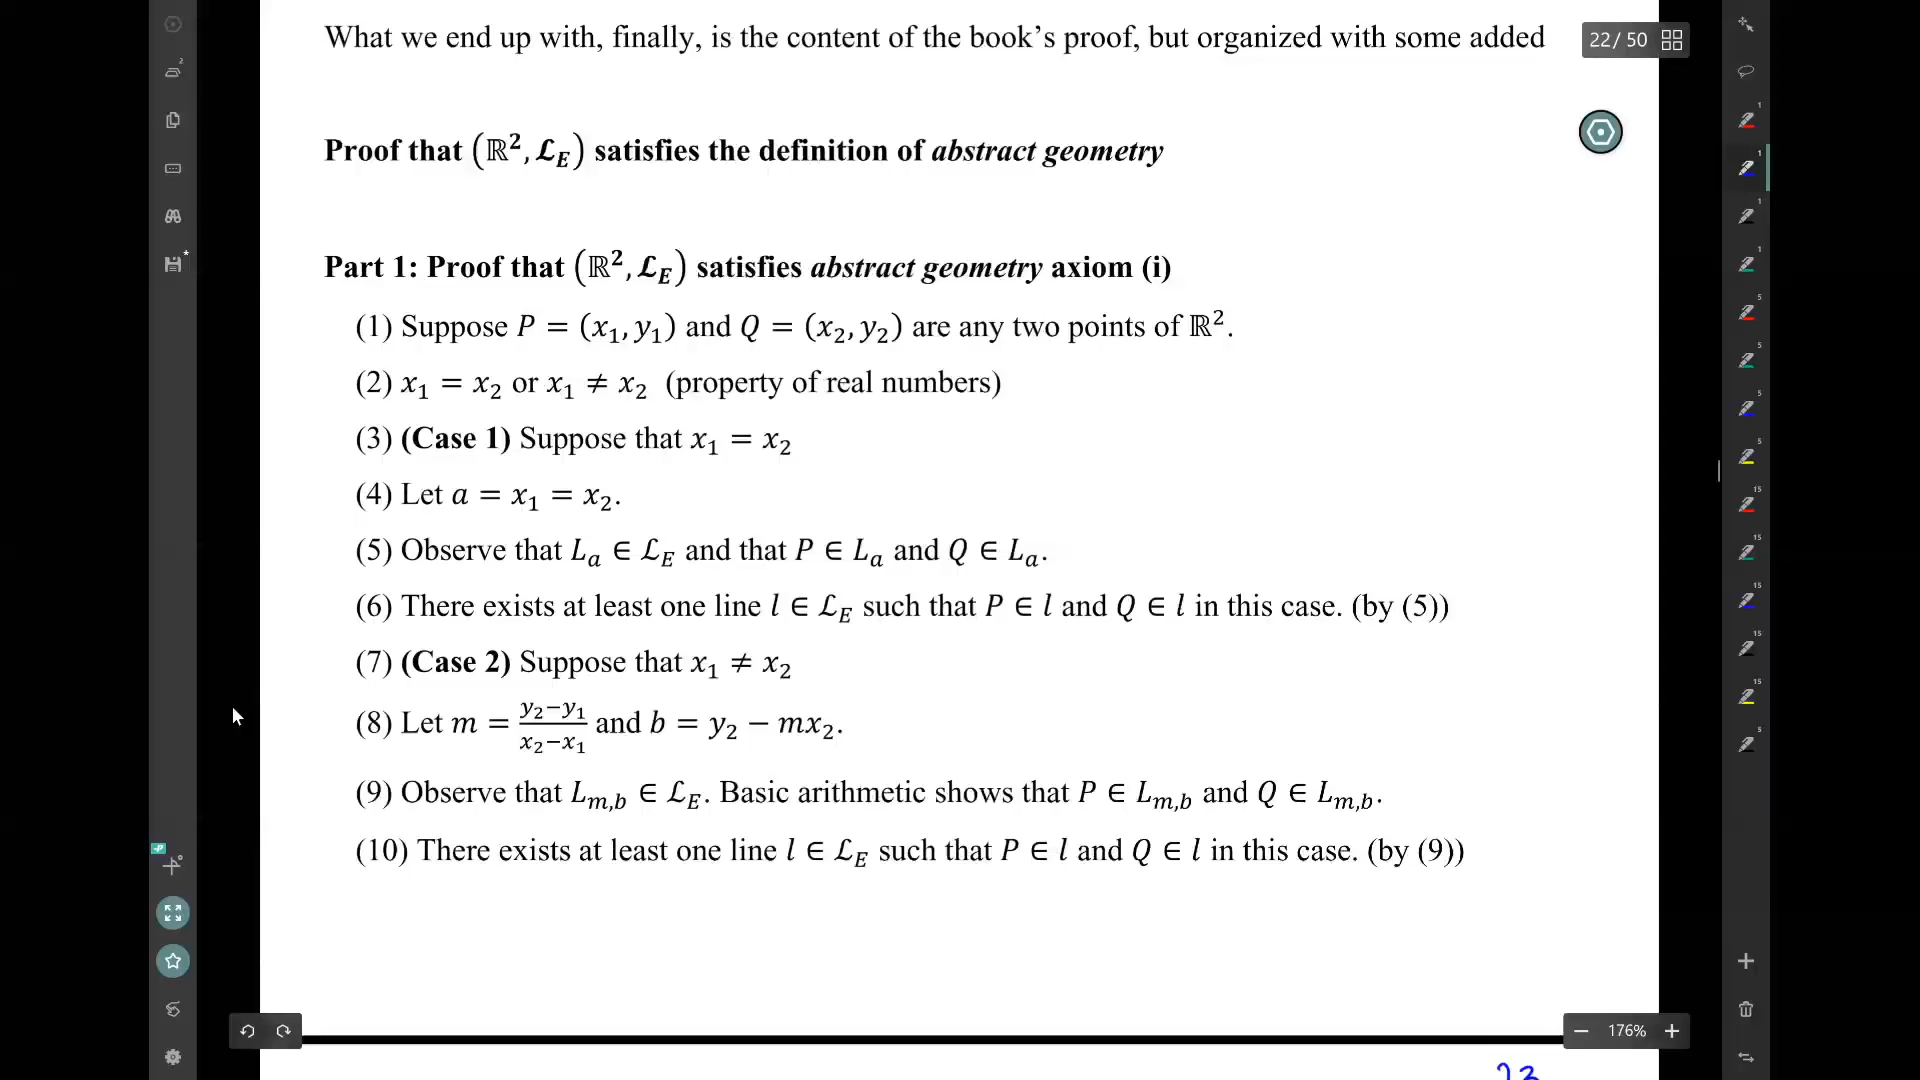 What we end up with, finally, is the content of the book’s proof, but organized with some added
22/ 50
Proof that (ℝ², ℒ_E) satisfies the definition of abstract geometry
Part 1: Proof that (ℝ², ℒ_E) satisfies abstract geometry axiom (i)
(1) Suppose P = (x₁, y₁) and Q = (x₂, y₂) are any two points of ℝ².
(2) x₁ = x₂ or x₁ ≠ x₂ (property of real numbers)
(3) (Case 1) Suppose that x₁ = x₂
(4) Let a = x₁ = x₂.
(5) Observe that L_a ∈ ℒ_E and that P ∈ L_a and Q ∈ L_a.
(6) There exists at least one line l ∈ ℒ_E such that P ∈ l and Q ∈ l in this case. (by (5))
(7) (Case 2) Suppose that x₁ ≠ x₂
(8) Let m = (y₂−y₁)/(x₂−x₁) and b = y₂ − mx₂.
(9) Observe that L_{m,b} ∈ ℒ_E. Basic arithmetic shows that P ∈ L_{m,b} and Q ∈ L_{m,b}.
(10) There exists at least one line l ∈ ℒ_E such that P ∈ l and Q ∈ l in this case. (by (9))
176%